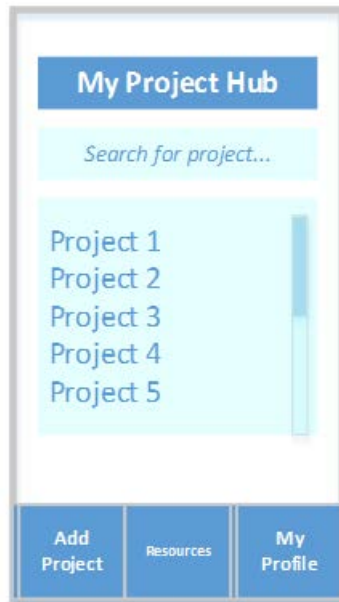 My Project Hub
Search for project...
Project 1
Project 2
Project 3
Project 4
Project 5
Add
Project
Resources
My
Profile